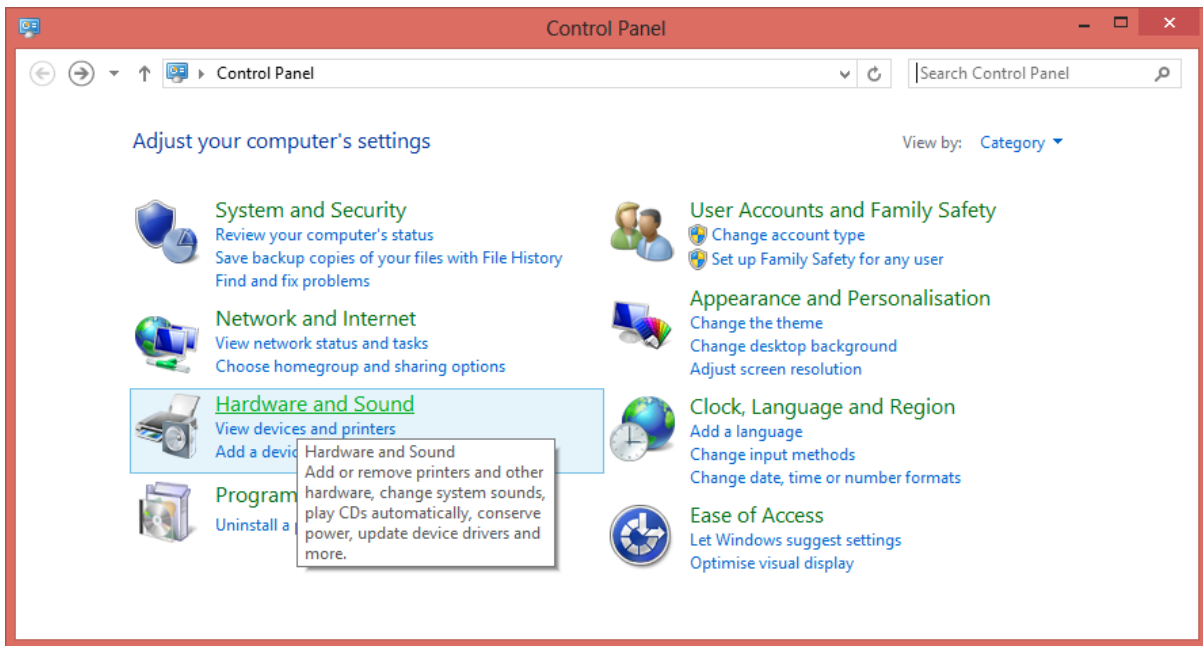 Control Panel
Control Panel
Search Control Panel
Adjust your computer's settings
View by: Category
System and Security
Review your computer's status
Save backup copies of your files with File History
Find and fix problems
Network and Internet
View network status and tasks
Choose homegroup and sharing options
Hardware and Sound
View devices and printers
Add a devic
Hardware and Sound
Add or remove printers and other
hardware, change system sounds,
play CDs automatically, conserve
power, update device drivers and
more.
Program
Uninstall a
User Accounts and Family Safety
Change account type
Set up Family Safety for any user
Appearance and Personalisation
Change the theme
Change desktop background
Adjust screen resolution
Clock, Language and Region
Add a language
Change input methods
Change date, time or number formats
Ease of Access
Let Windows suggest settings
Optimise visual display